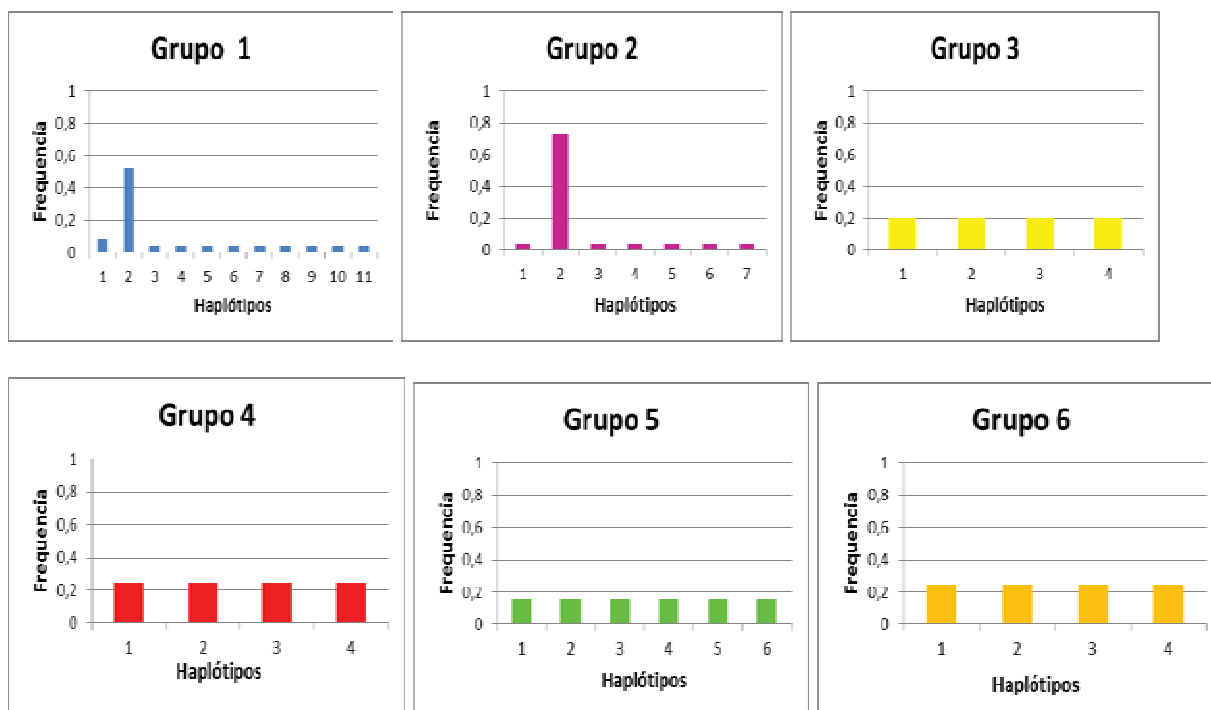 Grupo 1
Frequencia
1
0,8
0,6
0,4
0,2
0
1 2 3 4 5 6 7 8 9 10 11
Haplótipos
Grupo 2
Frequencia
1
0,8
0,6
0,4
0,2
0
1 2 3 4 5 6 7
Haplótipos
Grupo 3
Frequencia
1
0,8
0,6
0,4
0,2
0
1 2 3 4
Haplótipos
Grupo 4
Frequencia
1
0,8
0,6
0,4
0,2
0
1 2 3 4
Haplótipos
Grupo 5
Frequencia
1
0,8
0,6
0,4
0,2
0
1 2 3 4 5 6
Haplótipos
Grupo 6
Frequencia
1
0,8
0,6
0,4
0,2
0
1 2 3 4
Haplótipos